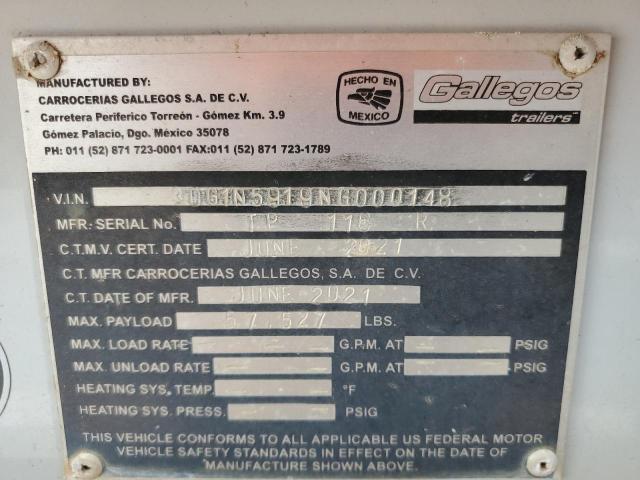 MANUFACTURED BY:
CARROCERIAS GALLEGOS S.A. DE C.V.
Carretera Periferico Torreón - Gómez Km. 3.9
Gómez Palacio, Dgo. México 35078
PH: 011 (52) 871 723-0001 FAX:011 (52) 871 723-1789
HECHO EN
MEXICO
Gallegos
trailers
V.I.N.
MFR: SERIAL No. TP 116 R
C.T.M.V. CERT. DATE JUNE 2021
C.T. MFR CARROCERIAS GALLEGOS, S.A. DE C.V.
C.T. DATE OF MFR. JUNE 2021
MAX. PAYLOAD 57,527 LBS.
MAX. LOAD RATE G.P.M. AT PSIG
MAX. UNLOAD RATE G.P.M. AT PSIG
HEATING SYS, TEMP. °F
HEATING SYS. PRESS. PSIG
THIS VEHICLE CONFORMS TO ALL APPLICABLE US FEDERAL MOTOR
VEHICLE SAFETY STANDARDS IN EFFECT ON THE DATE OF
MANUFACTURE SHOWN ABOVE.